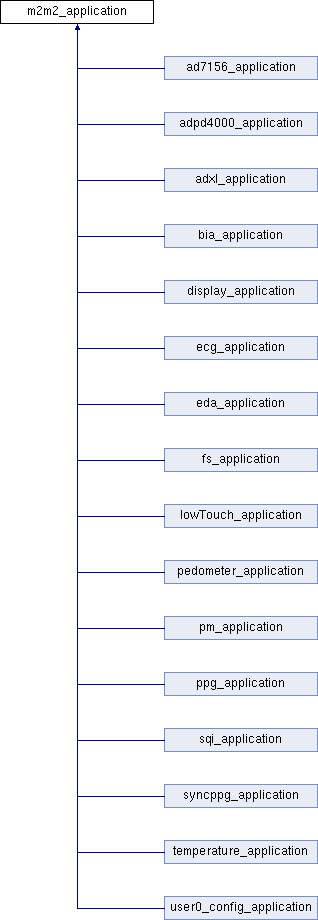 m2m2_application
ad7156_application
adpd4000_application
adxl_application
bia_application
display_application
ecg_application
eda_application
fs_application
lowTouch_application
pedometer_application
pm_application
ppg_application
sqi_application
syncppg_application
temperature_application
user0_config_application